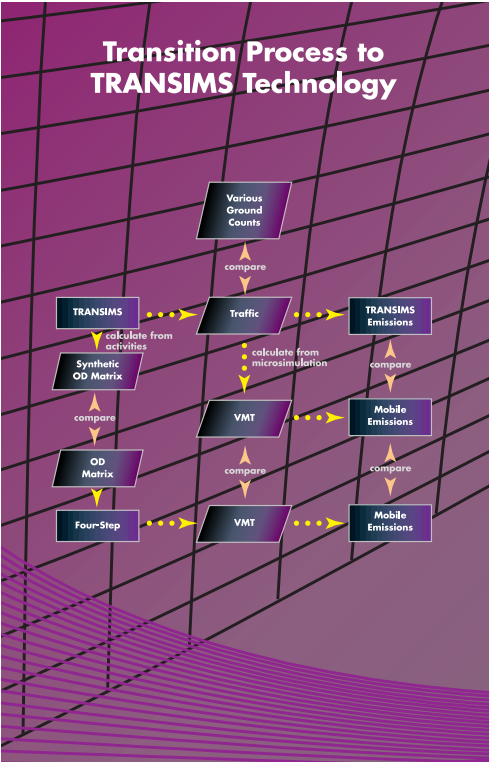 Transition Process to
TRANSIMS Technology
Various
Ground
Counts
compare
TRANSIMS
Traffic
TRANSIMS
Emissions
calculate from
activities
calculate from
microsimulation
Synthetic
OD Matrix
compare
compare
VMT
Mobile
Emissions
OD
Matrix
compare
compare
Four•Step
VMT
Mobile
Emissions